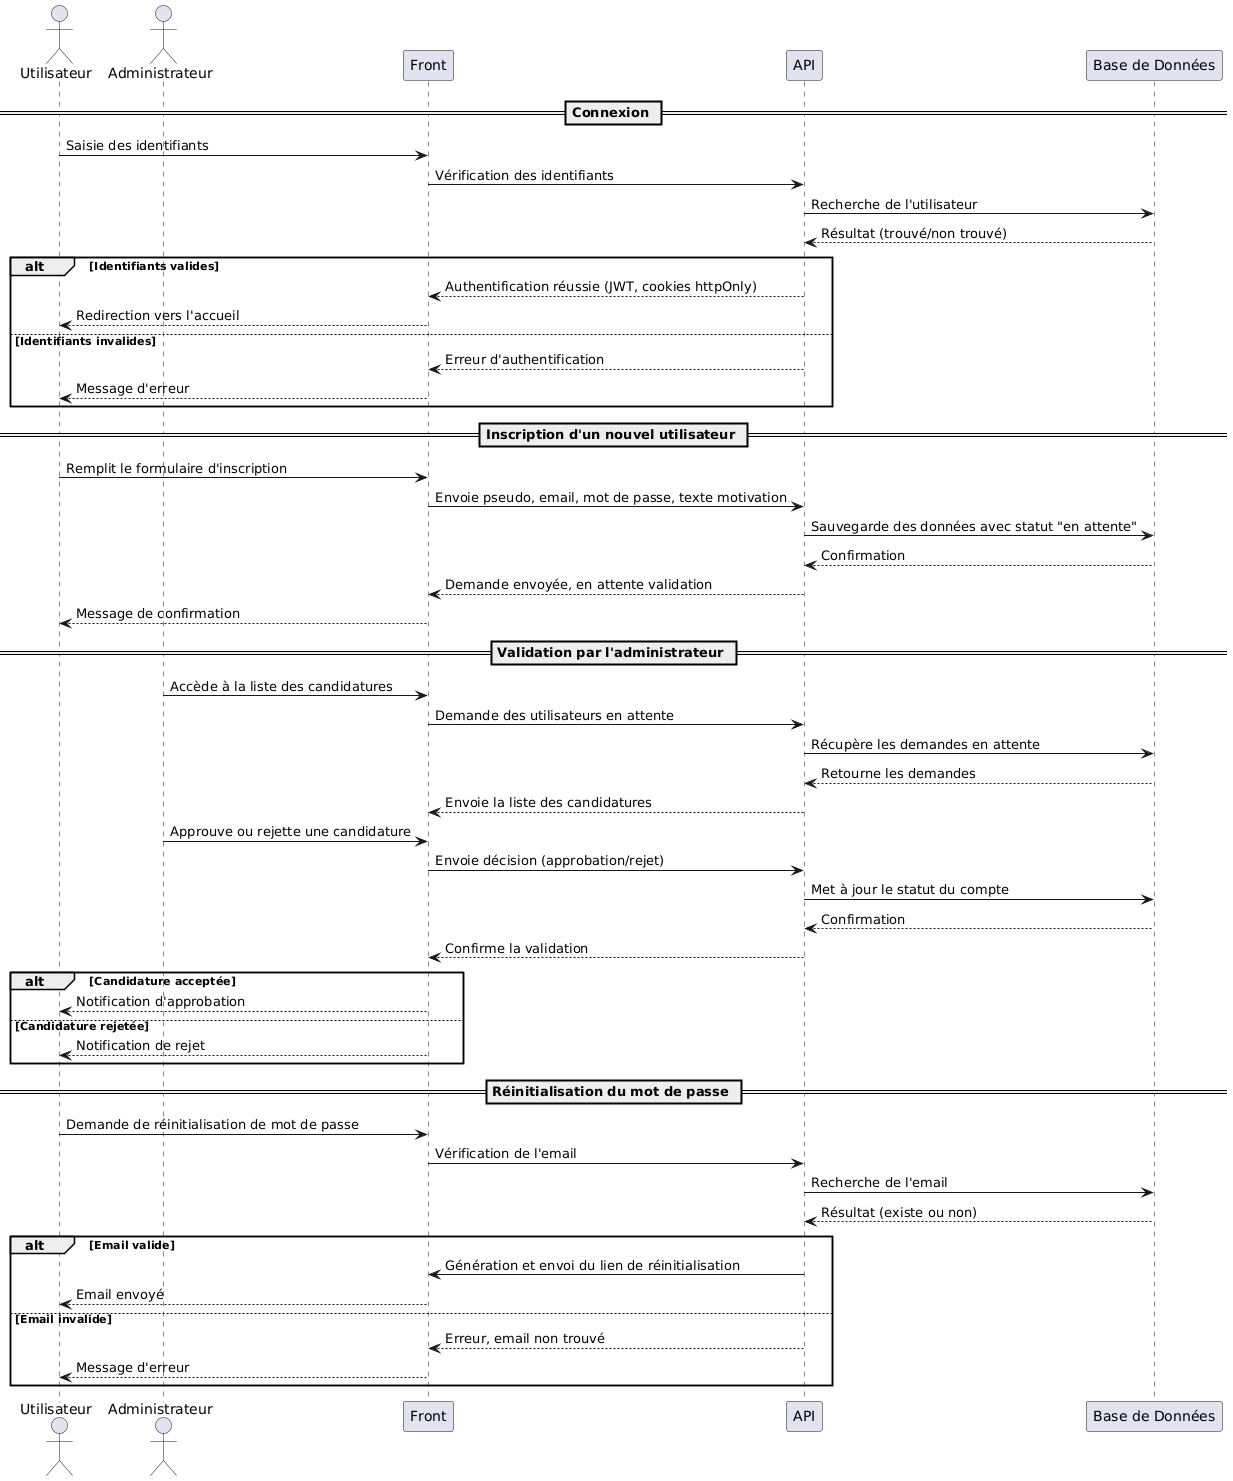 Utilisateur Administrateur Front API Base de Données
Connexion
Saisie des identifiants
Vérification des identifiants
Recherche de l'utilisateur
Résultat (trouvé/non trouvé)
alt [Identifiants valides]
Authentification réussie (JWT, cookies httpOnly)
Redirection vers l'accueil
[Identifiants invalides]
Erreur d'authentification
Message d'erreur
Inscription d'un nouvel utilisateur
Remplit le formulaire d'inscription
Envoie pseudo, email, mot de passe, texte motivation
Sauvegarde des données avec statut "en attente"
Confirmation
Demande envoyée, en attente validation
Message de confirmation
Validation par l'administrateur
Accède à la liste des candidatures
Demande des utilisateurs en attente
Récupère les demandes en attente
Retourne les demandes
Envoie la liste des candidatures
Approuve ou rejette une candidature
Envoie décision (approbation/rejet)
Met à jour le statut du compte
Confirmation
Confirme la validation
alt [Candidature acceptée]
Notification d'approbation
[Candidature rejetée]
Notification de rejet
Réinitialisation du mot de passe
Demande de réinitialisation de mot de passe
Vérification de l'email
Recherche de l'email
Résultat (existe ou non)
alt [Email valide]
Génération et envoi du lien de réinitialisation
Email envoyé
[Email invalide]
Erreur, email non trouvé
Message d'erreur
Utilisateur Administrateur Front API Base de Données